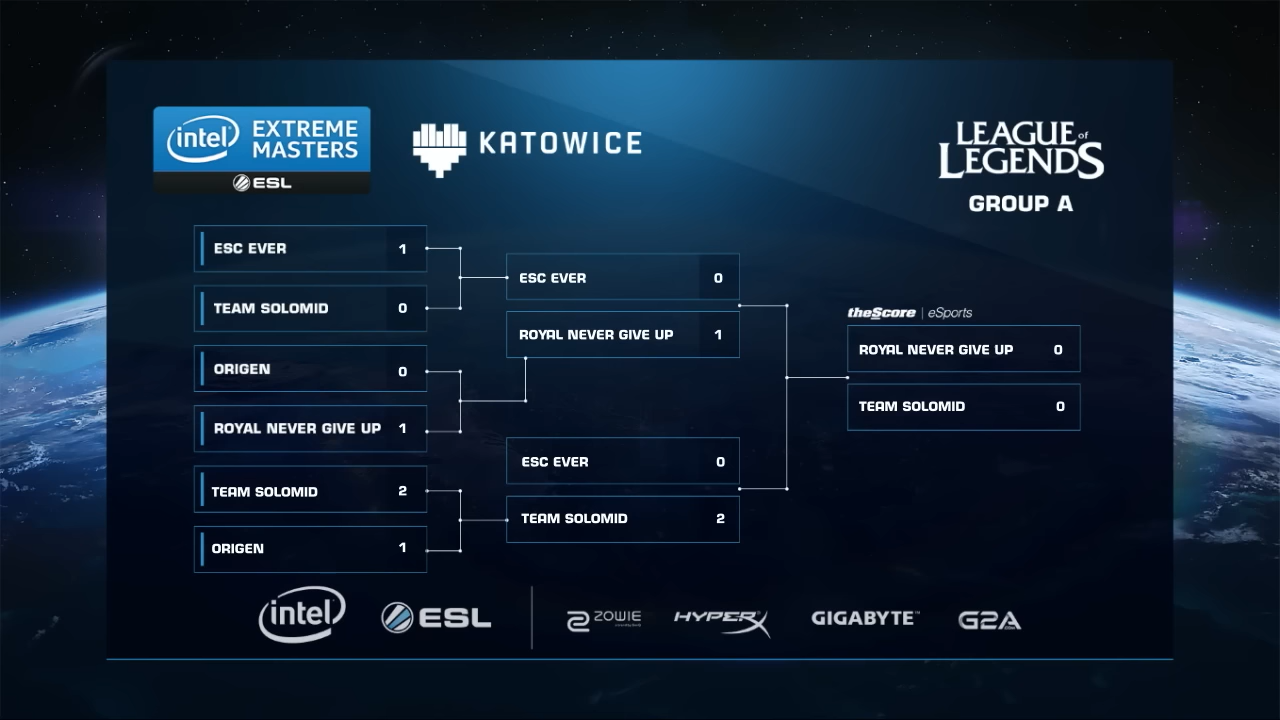 intel EXTREME
MASTERS
ESL
KATOWICE
LEAGUE of
LEGENDS
GROUP A
ESC EVER 1
TEAM SOLOMID 0
ORIGEN 0
ROYAL NEVER GIVE UP 1
TEAM SOLOMID 2
ORIGEN 1
ESC EVER 0
ROYAL NEVER GIVE UP 1
ESC EVER 0
TEAM SOLOMID 2
theScore | eSports
ROYAL NEVER GIVE UP 0
TEAM SOLOMID 0
intel ESL ZOWIE HYPERX GIGABYTE™ G2A